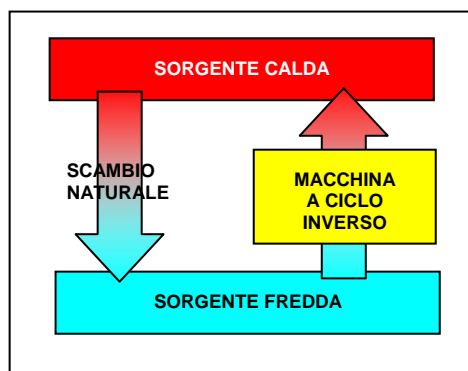 SORGENTE CALDA
SCAMBIO
NATURALE
MACCHINA
A CICLO
INVERSO
SORGENTE FREDDA